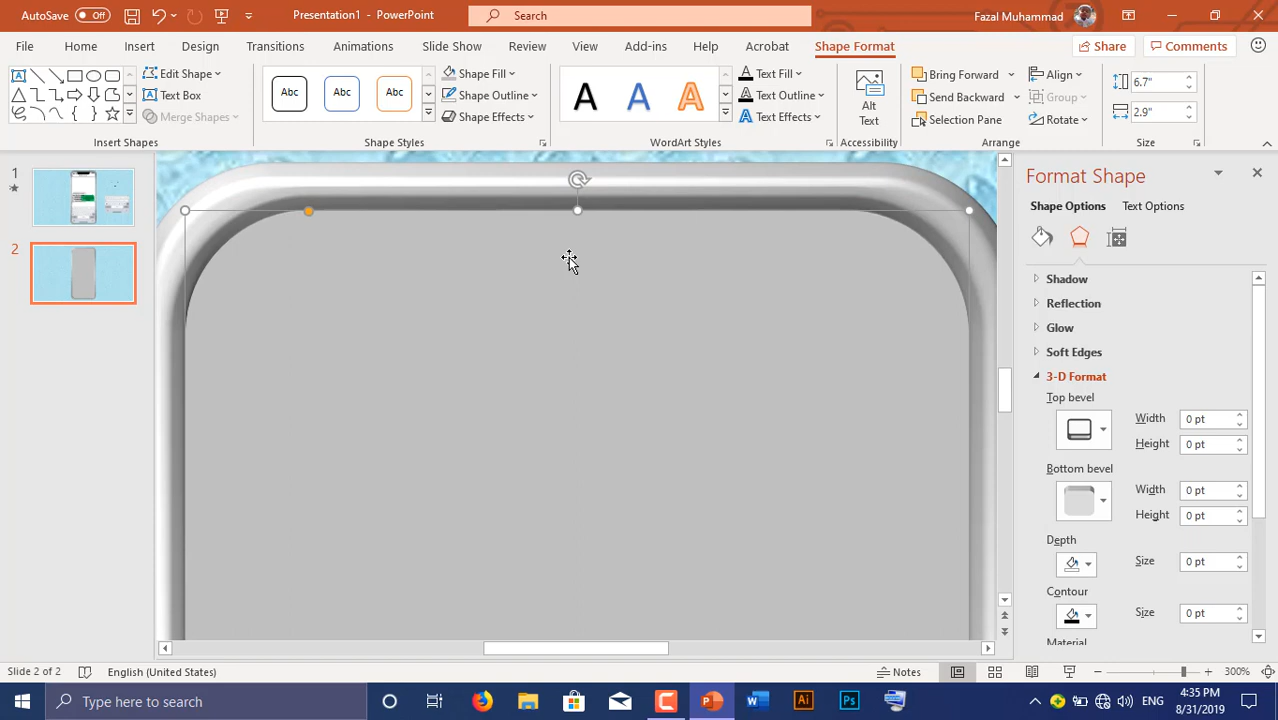 AutoSave Off Presentation1 - PowerPoint Search Fazal Muhammad
File Home Insert Design Transitions Animations Slide Show Review View Add-ins Help Acrobat Shape Format Share Comments
Edit Shape
Text Box
Merge Shapes
Insert Shapes
Abc Abc Abc
Shape Fill
Shape Outline
Shape Effects
Shape Styles
A A A
Text Fill
Text Outline
Text Effects
WordArt Styles
Alt Text
Accessibility
Bring Forward
Send Backward
Selection Pane
Align
Group
Rotate
Arrange
6.7"
2.9"
Size
1
2
Format Shape
Shape Options Text Options
Shadow
Reflection
Glow
Soft Edges
3-D Format
Top bevel
Width 0 pt
Height 0 pt
Bottom bevel
Width 0 pt
Height 0 pt
Depth
Size 0 pt
Contour
Size 0 pt
Material
Slide 2 of 2 English (United States) Notes 300%
Type here to search
W Ai Ps
ENG
4:35 PM
8/31/2019